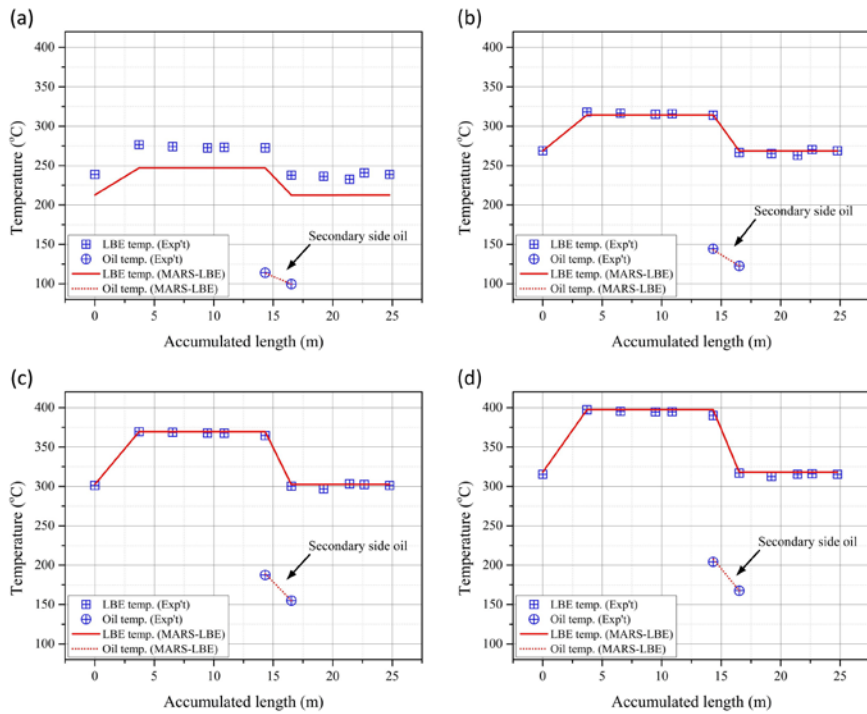 (a)
400
350
300
250
200
150
100
Temperature (°C)
Secondary side oil
LBE temp. (Exp't)
Oil temp. (Exp't)
LBE temp. (MARS-LBE)
Oil temp. (MARS-LBE)
0 5 10 15 20 25
Accumulated length (m)
(b)
400
350
300
250
200
150
100
Temperature (°C)
Secondary side oil
LBE temp. (Exp't)
Oil temp. (Exp't)
LBE temp. (MARS-LBE)
Oil temp. (MARS-LBE)
0 5 10 15 20 25
Accumulated length (m)
(c)
400
350
300
250
200
150
100
Temperature (°C)
Secondary side oil
LBE temp. (Exp't)
Oil temp. (Exp't)
LBE temp. (MARS-LBE)
Oil temp. (MARS-LBE)
0 5 10 15 20 25
Accumulated length (m)
(d)
400
350
300
250
200
150
100
Temperature (°C)
Secondary side oil
LBE temp. (Exp't)
Oil temp. (Exp't)
LBE temp. (MARS-LBE)
Oil temp. (MARS-LBE)
0 5 10 15 20 25
Accumulated length (m)